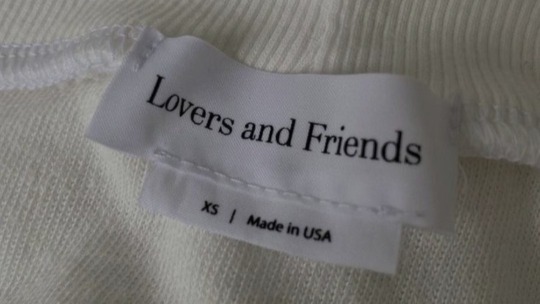 Lovers and Friends
XS | Made in USA